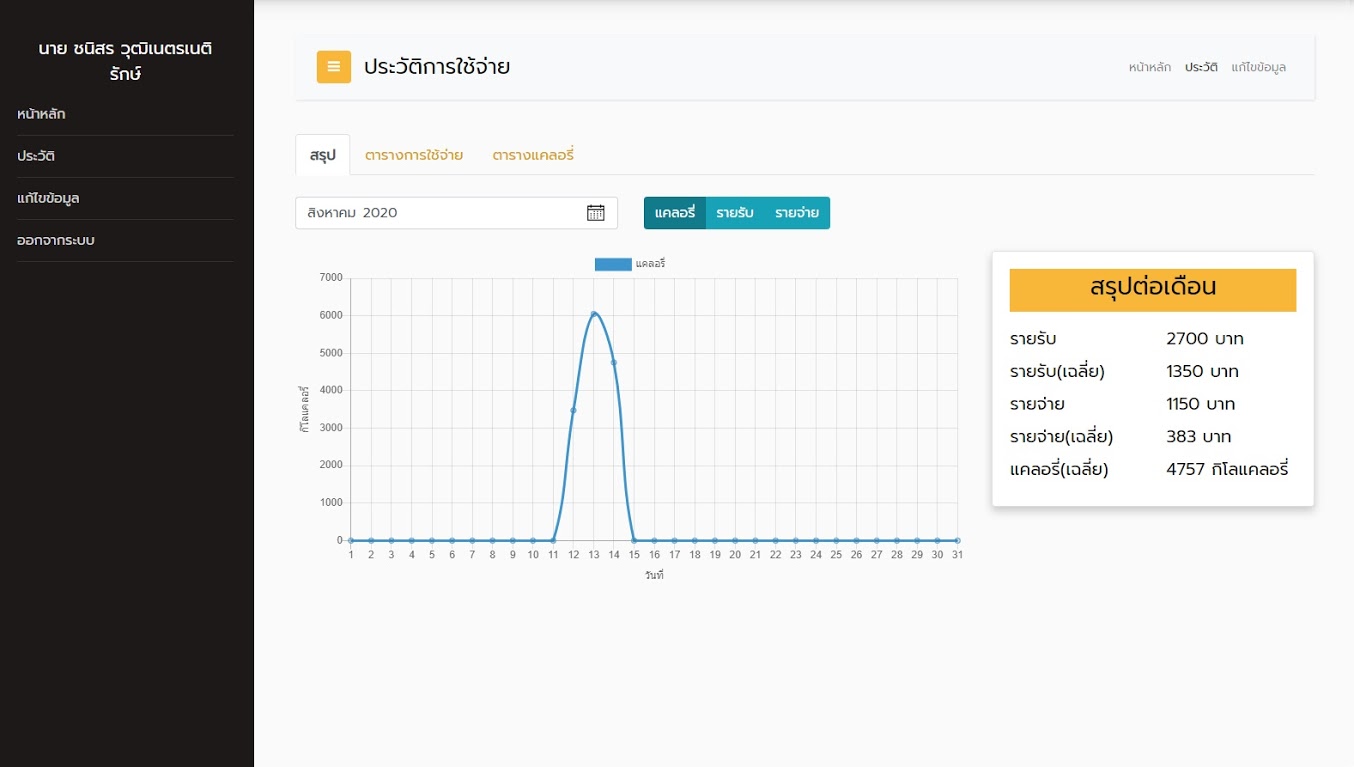 นาย ชนิสร วุฒิเนตรเนติ
รักษ์
หน้าหลัก
ประวัติ
แก้ไขข้อมูล
ออกจากระบบ
ประวัติการใช้จ่าย
หน้าหลัก ประวัติ แก้ไขข้อมูล
สรุป ตารางการใช้จ่าย ตารางแคลอรี่
สิงหาคม 2020
แคลอรี่ รายรับ รายจ่าย
แคลอรี่
7000
6000
5000
4000
3000
2000
1000
0
กิโลแคลอรี่
1 2 3 4 5 6 7 8 9 10 11 12 13 14 15 16 17 18 19 20 21 22 23 24 25 26 27 28 29 30 31
วันที่
สรุปต่อเดือน
รายรับ 2700 บาท
รายรับ(เฉลี่ย) 1350 บาท
รายจ่าย 1150 บาท
รายจ่าย(เฉลี่ย) 383 บาท
แคลอรี่(เฉลี่ย) 4757 กิโลแคลอรี่